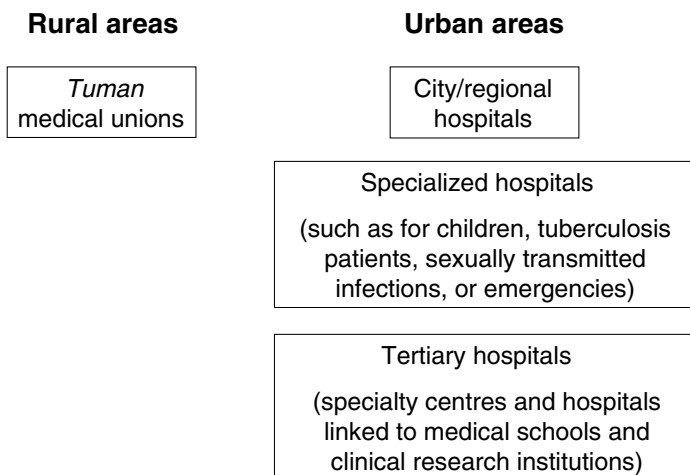 Rural areas
Urban areas
Tuman
medical unions
City/regional
hospitals
Specialized hospitals
(such as for children, tuberculosis
patients, sexually transmitted
infections, or emergencies)
Tertiary hospitals
(specialty centres and hospitals
linked to medical schools and
clinical research institutions)